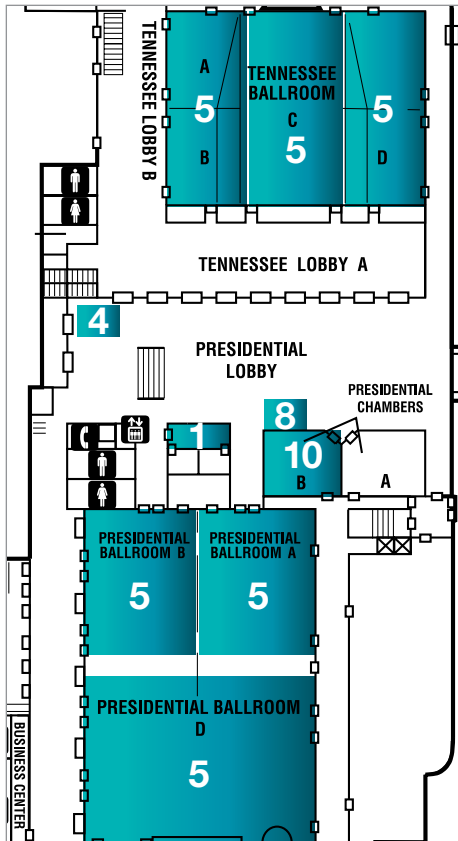 TENNESSEE LOBBY B
A
5
B
TENNESSEE
BALLROOM
C
5
5
D
TENNESSEE LOBBY A
4
PRESIDENTIAL
LOBBY
PRESIDENTIAL
CHAMBERS
8
1
10
B
A
PRESIDENTIAL
BALLROOM B
5
PRESIDENTIAL
BALLROOM A
5
PRESIDENTIAL BALLROOM
D
5
BUSINESS CENTER